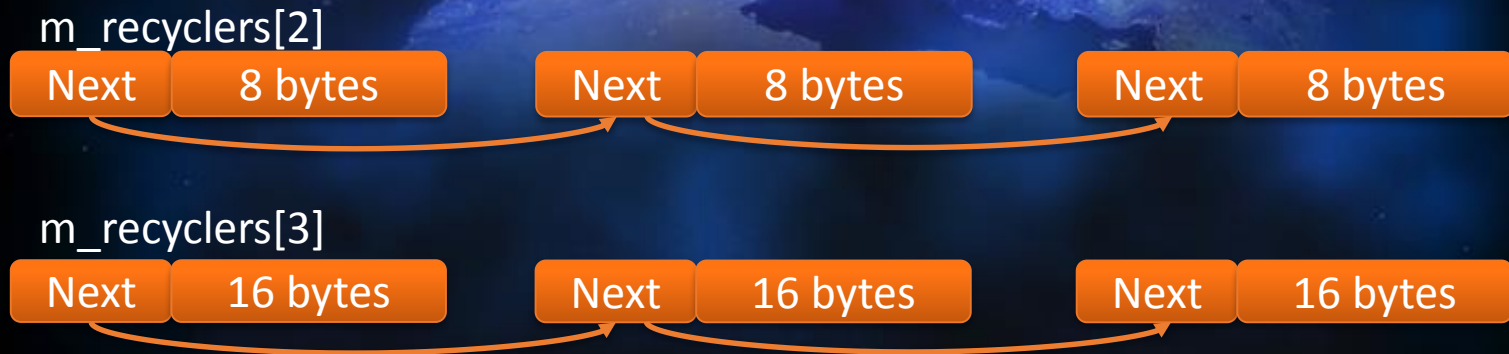 m_recyclers[2]
Next 8 bytes Next 8 bytes Next 8 bytes
m_recyclers[3]
Next 16 bytes Next 16 bytes Next 16 bytes